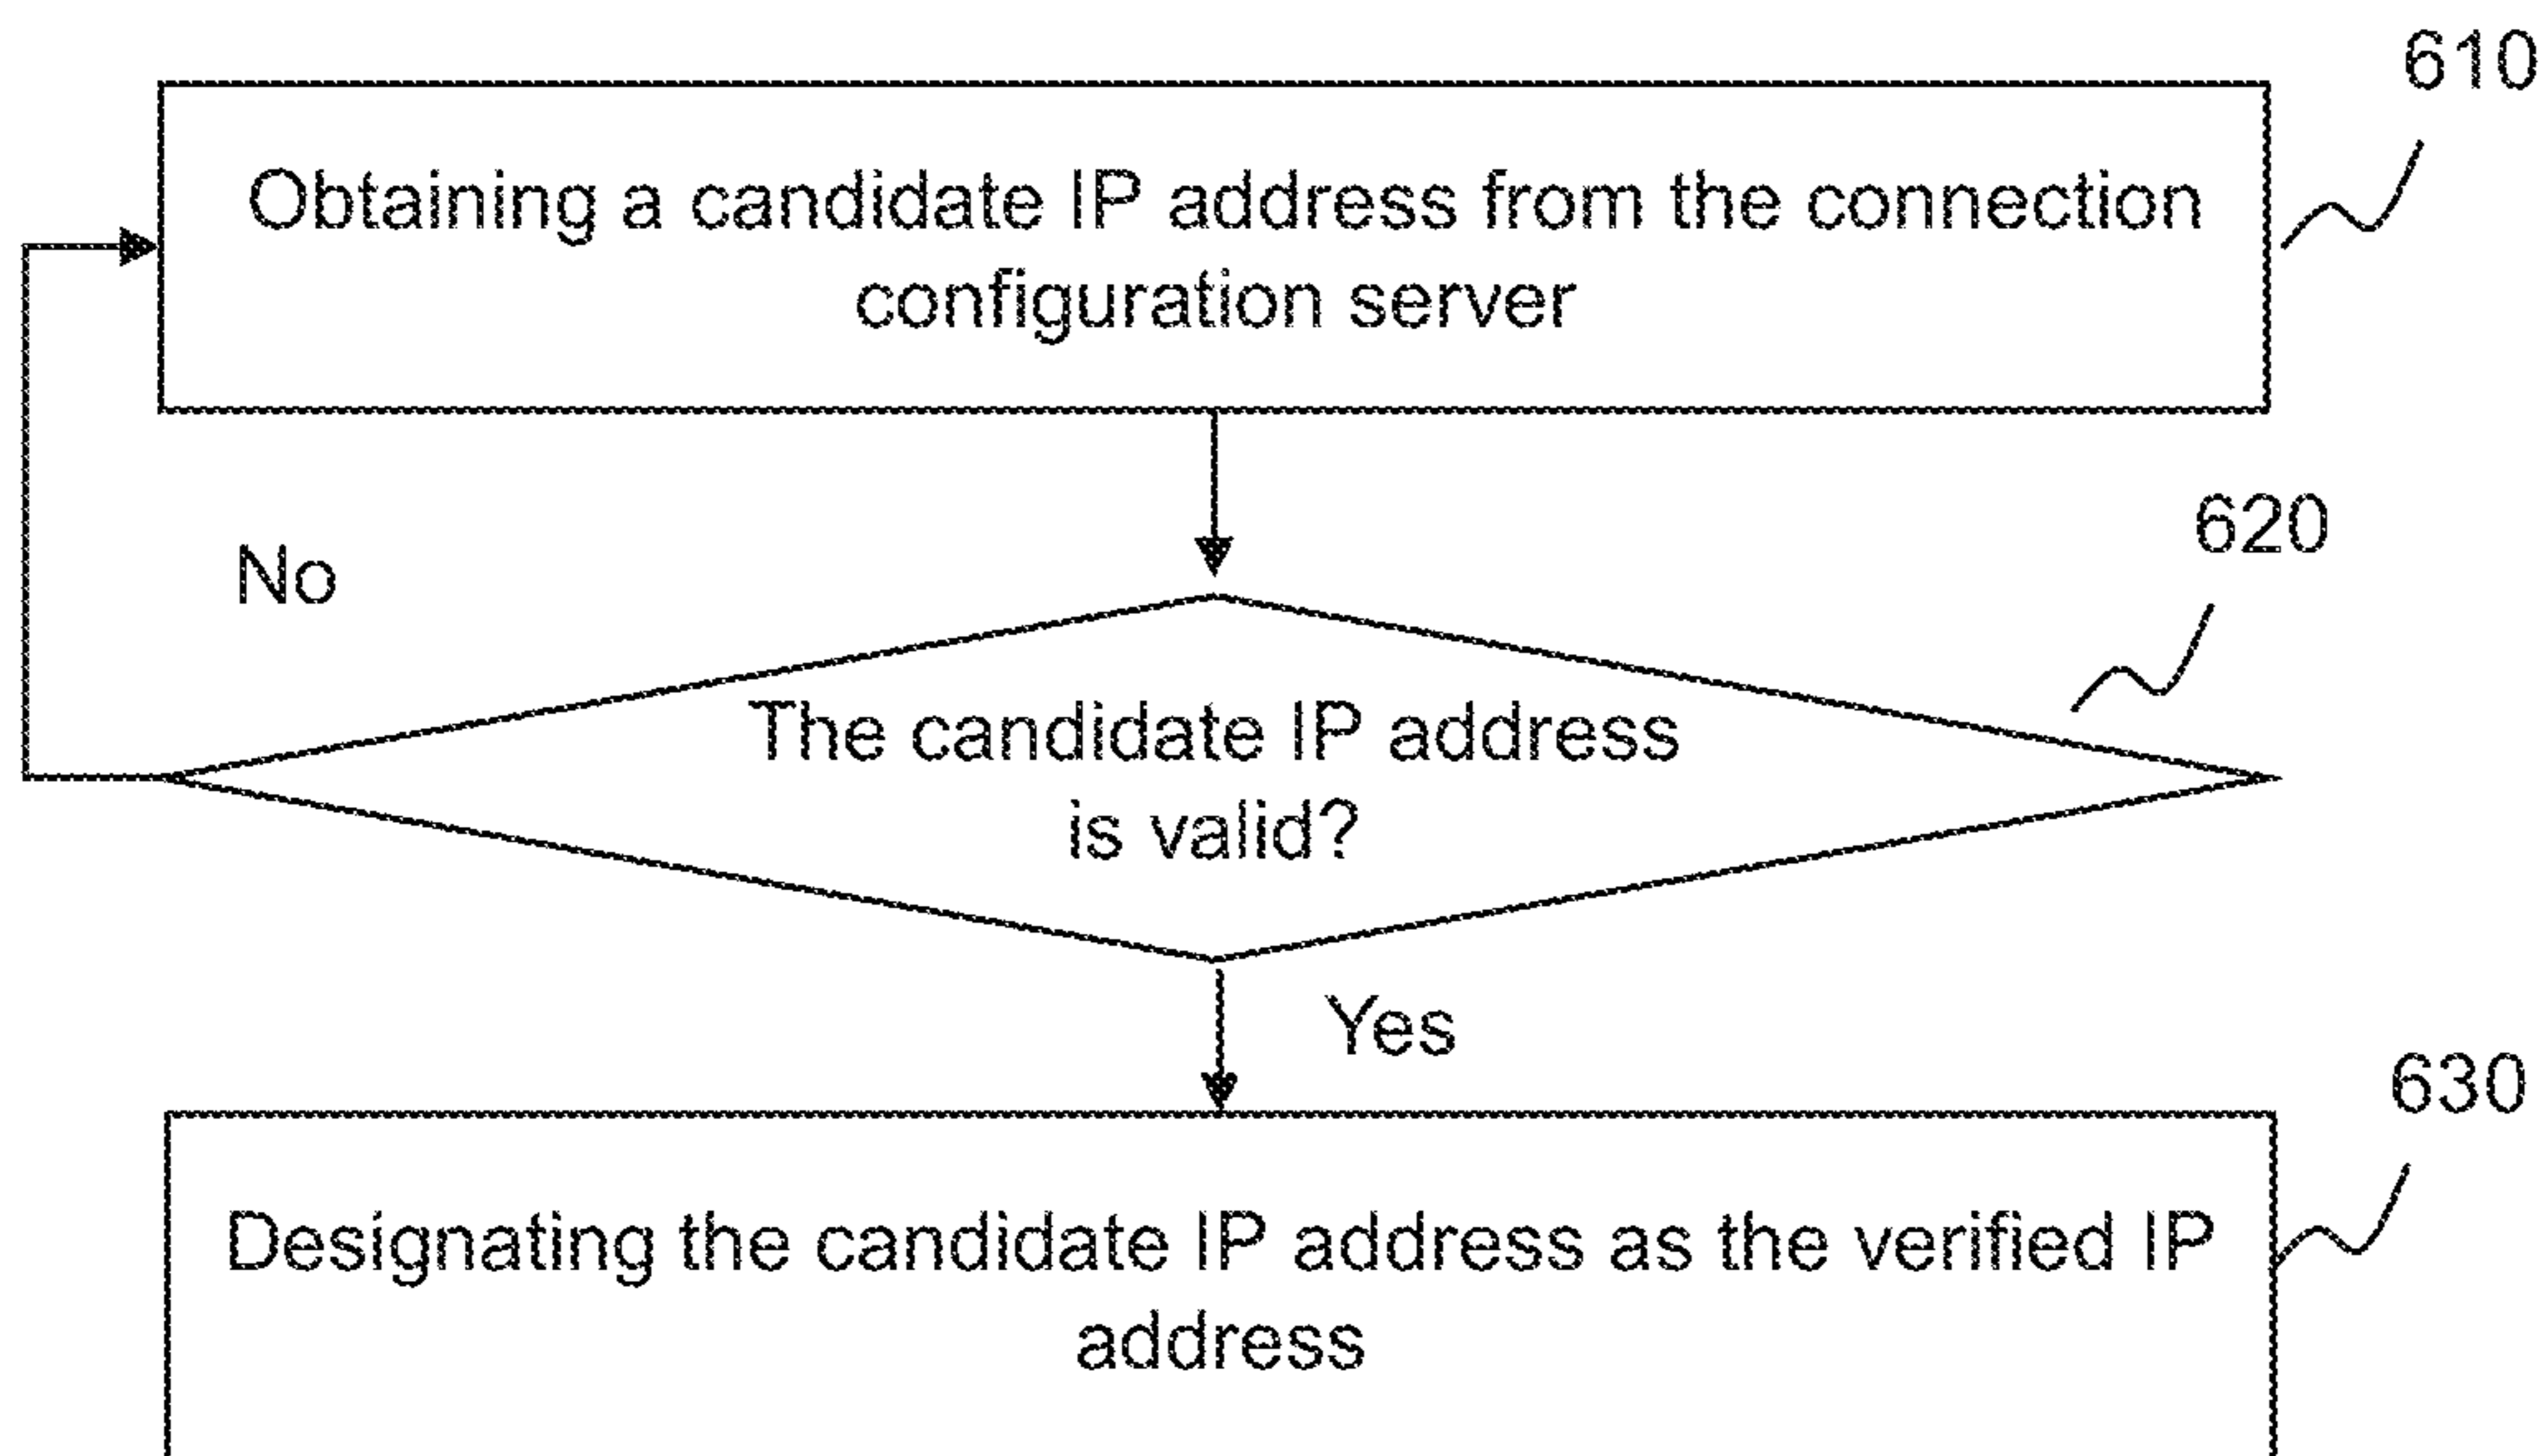 610
Obtaining a candidate IP address from the connection
configuration server
620
No
The candidate IP address
is valid?
Yes
630
Designating the candidate IP address as the verified IP
address